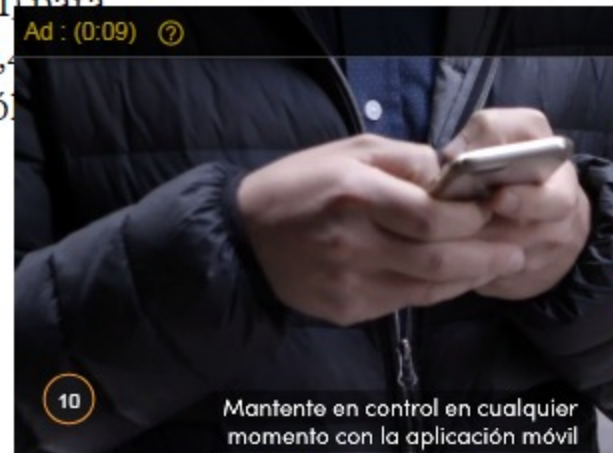 Ad : (0:09) ?
10
Mantente en control en cualquier
momento con la aplicación móvil